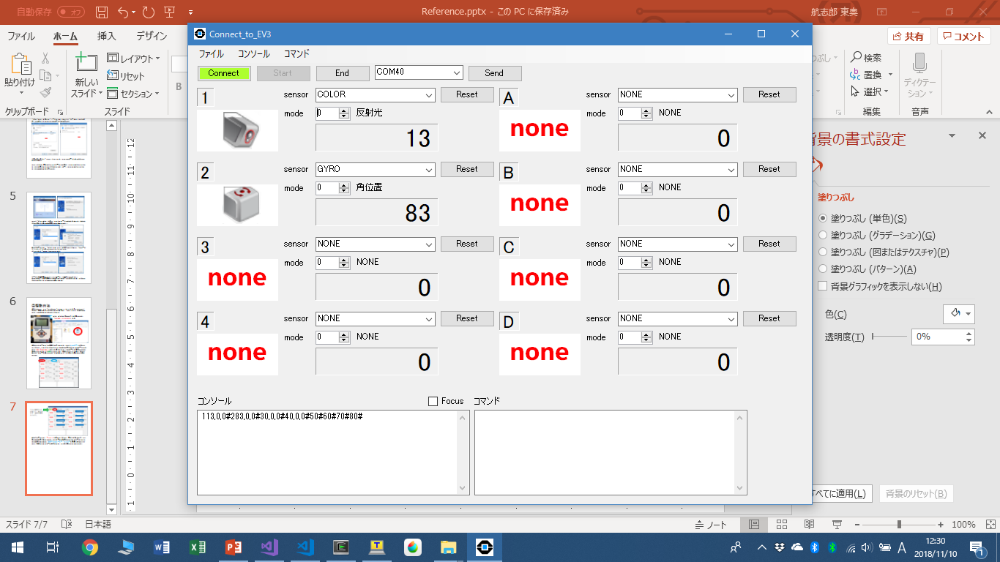 自動保存 オフ
Reference.pptx - この PC に保存済み
航志郎 東奥
ファイル ホーム 挿入 デザイン
共有 コメント
貼り付け
新しい
スライド
レイアウト
リセット
セクション
B
クリップボード
スライド
検索
置換
選択
編集
ディクテー
ション
音声
Connect_to_EV3
ファイル コンソール コマンド
Connect Start End COM40 Send
1 sensor COLOR Reset
mode 0 反射光
13
A sensor NONE Reset
none mode 0 NONE
0
2 sensor GYRO Reset
mode 0 角位置
83
B sensor NONE Reset
none mode 0 NONE
0
3 sensor NONE Reset
none mode 0 NONE
0
C sensor NONE Reset
none mode 0 NONE
0
4 sensor NONE Reset
none mode 0 NONE
0
D sensor NONE Reset
none mode 0 NONE
0
コンソール Focus コマンド
113,0,0#283,0,0#30,0,0#40,0,0#50#60#70#80#
5
6
7
12 11 10 9 8 7 6 5 4 3 2 1 0 1
背景の書式設定
塗りつぶし
塗りつぶし (単色)(S)
塗りつぶし (グラデーション)(G)
塗りつぶし (図またはテクスチャ)(P)
塗りつぶし (パターン)(A)
背景グラフィックを表示しない(H)
色(C)
透明度(T) 0%
すべてに適用(L) 背景のリセット(B)
スライド 7/7 日本語
ノート
100%
A
12:30
2018/11/10
1